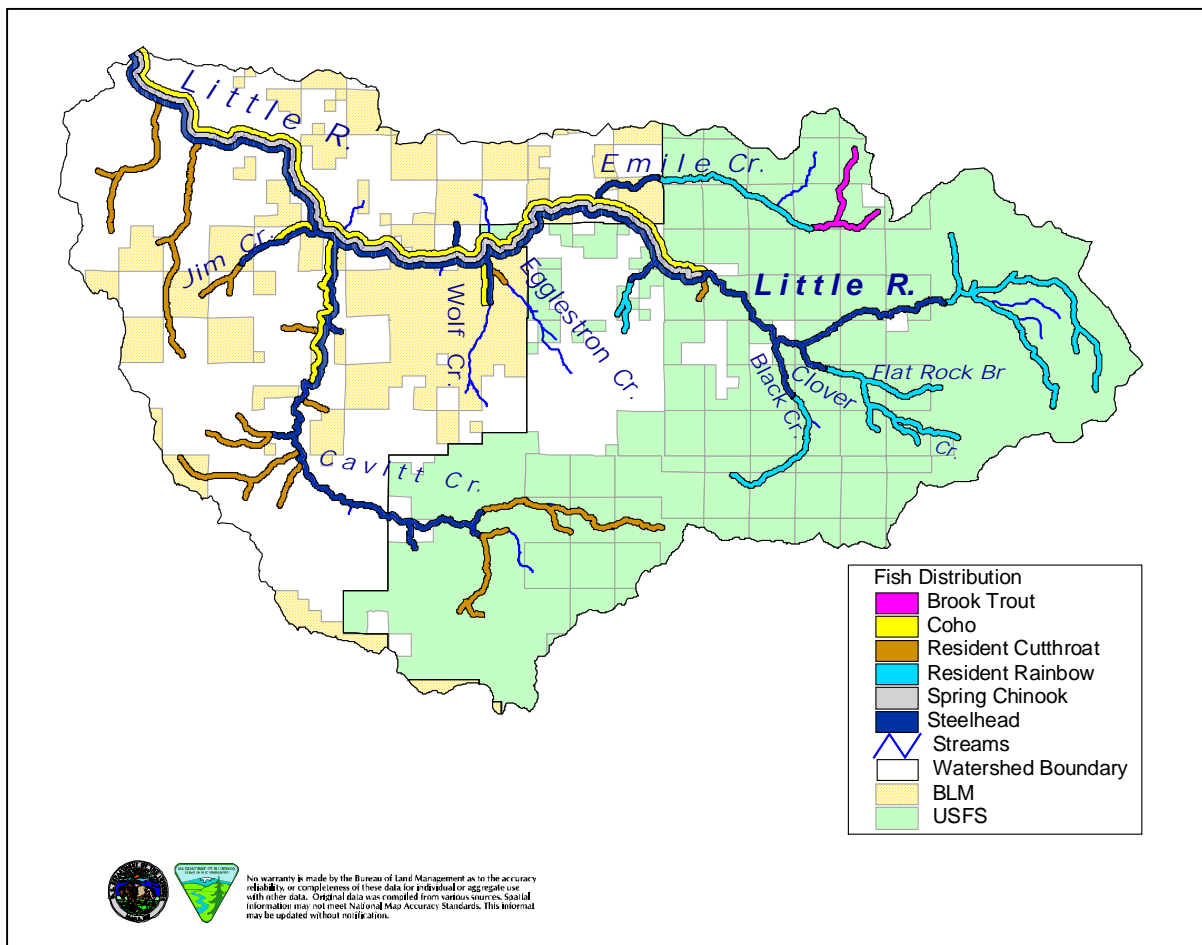 Little R.
Emile Cr.
Jim Cr.
Wolf Cr.
Egglestron Cr.
Little R.
Black Cr.
Clover
Flat Rock Br
Cr.
Cavitt Cr.
Fish Distribution
Brook Trout
Coho
Resident Cutthroat
Resident Rainbow
Spring Chinook
Steelhead
Streams
Watershed Boundary
BLM
USFS
No warranty is made by the Bureau of Land Management as to the accuracy
reliability, or completeness of these data for individual or aggregate use
with other data. Original data was compiled from various sources. Spatial
information may not meet National Map Accuracy Standards. This informat
may be updated without notification.